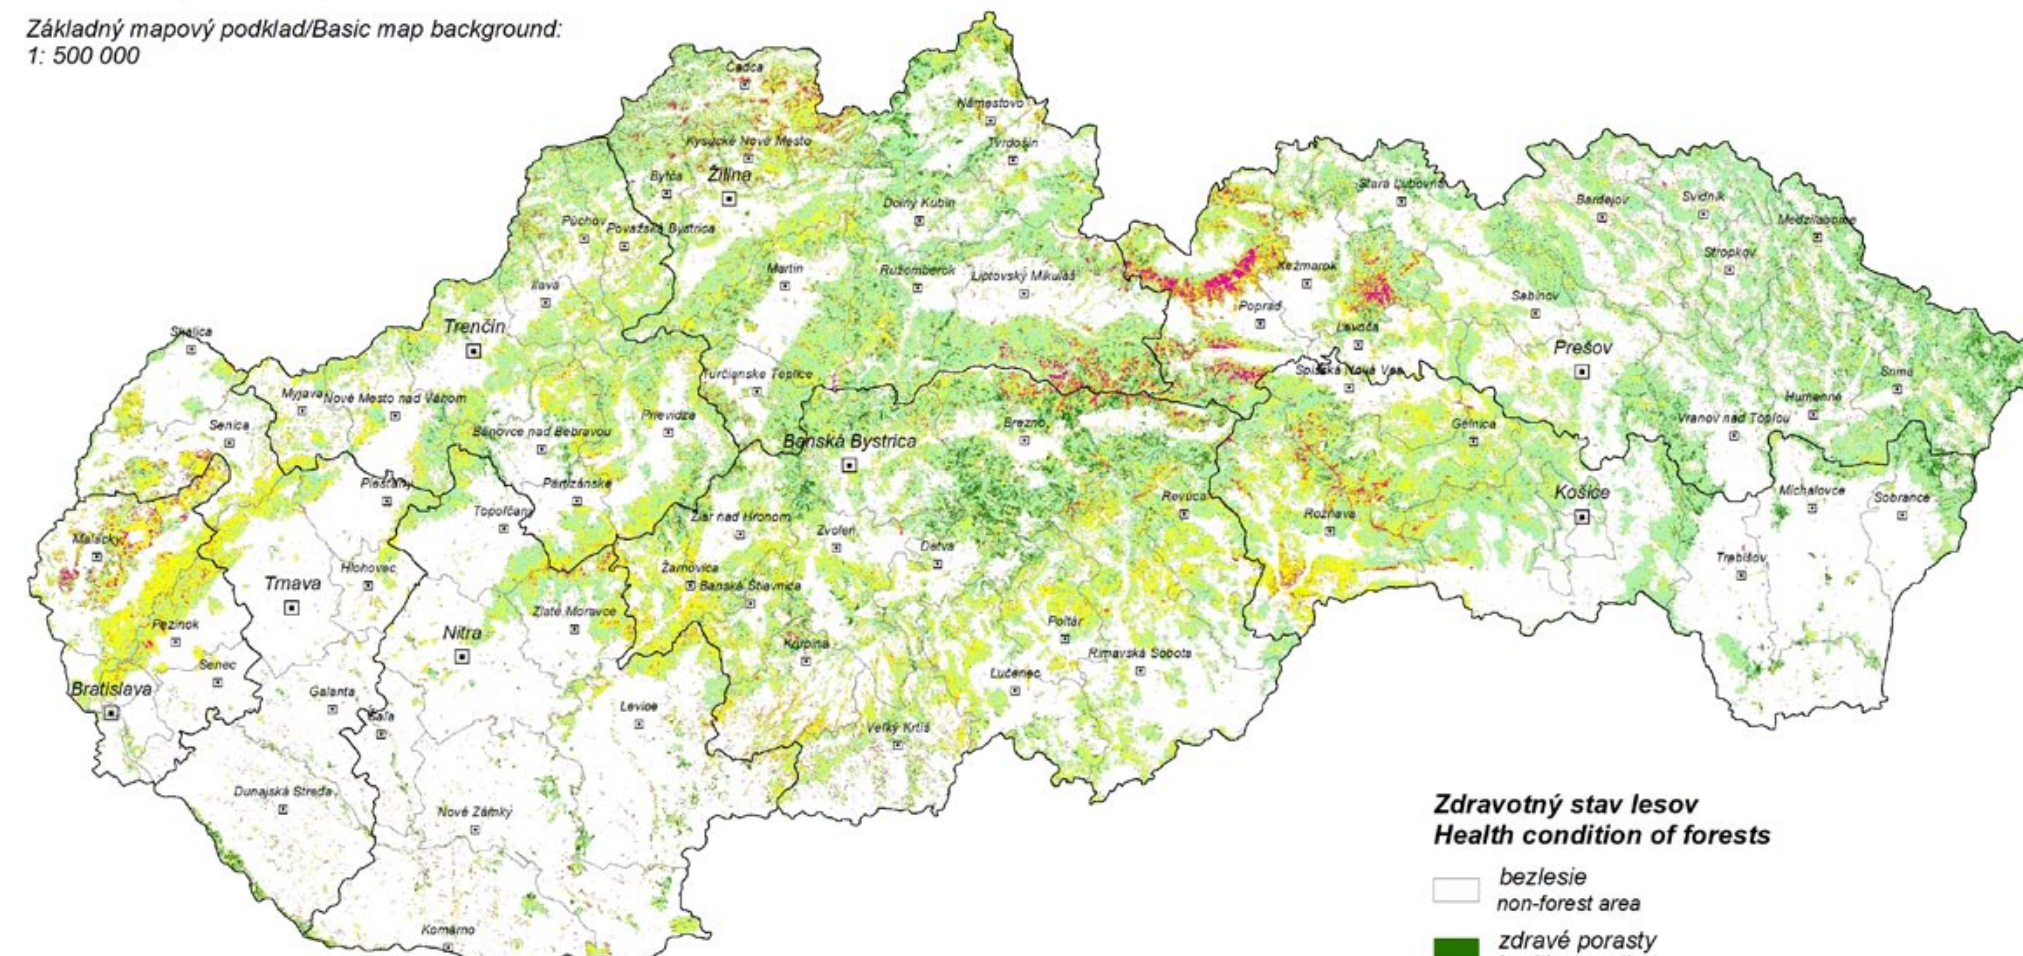 Základný mapový podklad/Basic map background:
1: 500 000
Čadca
Námestovo
Kysucké Nové Mesto
Tvrdošín
Bytča
Žilina
Stará Ľubovňa
Bardejov
Svidník
Medzilaborce
Dolný Kubín
Púchov
Považská Bystrica
Stropkov
Martin
Ružomberok
Liptovský Mikuláš
Kežmarok
Ilava
Poprad
Sabinov
Trenčín
Levoča
Skalica
Prešov
Turčianske Teplice
Spišská Nová Ves
Snina
Myjava
Nové Mesto nad Váhom
Humenné
Prievidza
Vranov nad Topľou
Senica
Bánovce nad Bebravou
Banská Bystrica
Brezno
Gelnica
Piešťany
Partizánske
Revúca
Košice
Michalovce
Sobrance
Topoľčany
Žiar nad Hronom
Zvolen
Rožňava
Malacky
Detva
Trebišov
Hlohovec
Žarnovica
Trnava
Banská Štiavnica
Zlaté Moravce
Pezinok
Nitra
Poltár
Krupina
Rimavská Sobota
Senec
Lučenec
Bratislava
Galanta
Levice
Šaľa
Veľký Krtíš
Dunajská Streda
Nové Zámky
Komárno
Zdravotný stav lesov
Health condition of forests
bezlesie
non-forest area
zdravé porasty